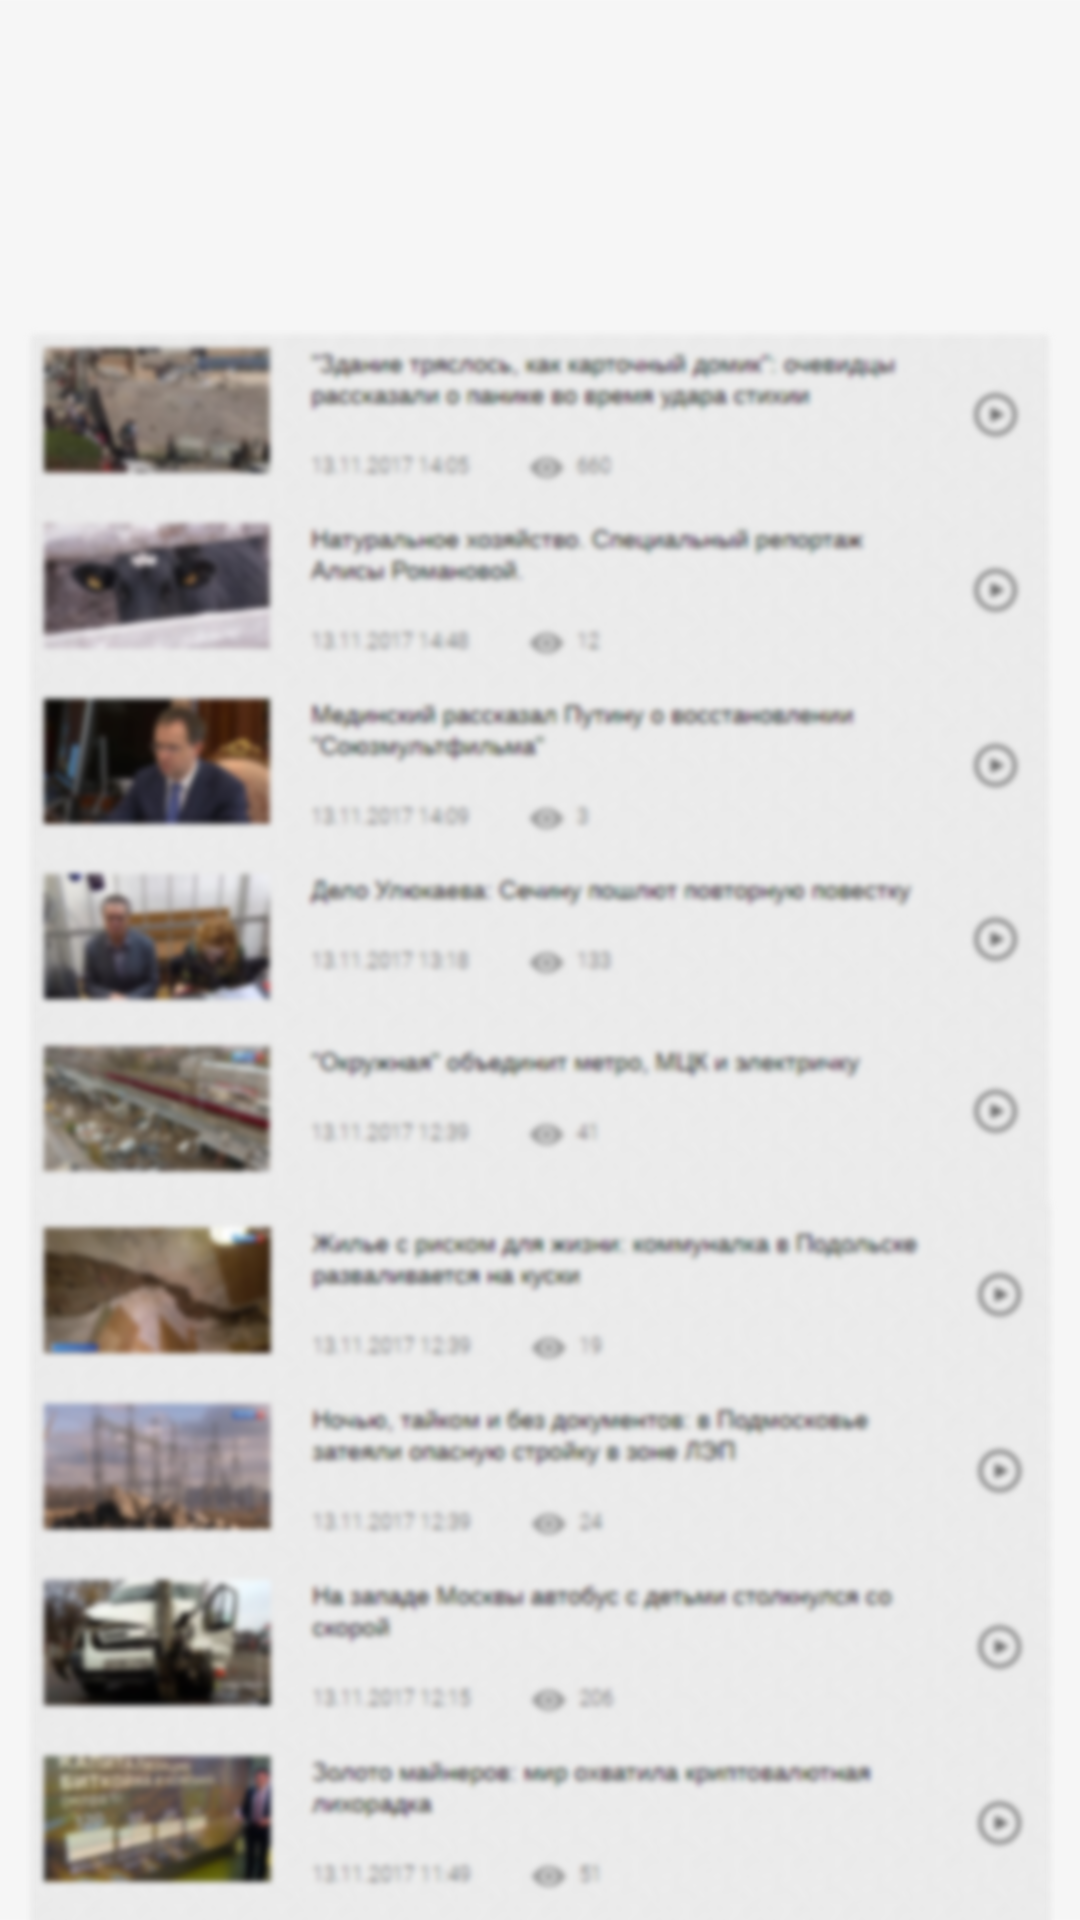 "Здание тряслось, как карточный домик": очевидцы
рассказали о панике во время удара стихии
13.11.2017 14:05 660
Натуральное хозяйство. Специальный репортаж
Алисы Романовой.
13.11.2017 14:48 12
Мединский рассказал Путину о восстановлении
"Союзмультфильма"
13.11.2017 14:09 3
Дело Улюкаева: Сечину пошлют повторную повестку
13.11.2017 13:18 133
"Окружная" объединит метро, МЦК и электричку
13.11.2017 12:39 41
Жилье с риском для жизни: коммуналка в Подольске
разваливается на куски
13.11.2017 12:39 19
Ночью, тайком и без документов: в Подмосковье
затеяли опасную стройку в зоне ЛЭП
13.11.2017 12:39 24
На западе Москвы автобус с детьми столкнулся со
скорой
13.11.2017 12:15 206
Золото майнеров: мир охватила криптовалютная
лихорадка
13.11.2017 11:49 51